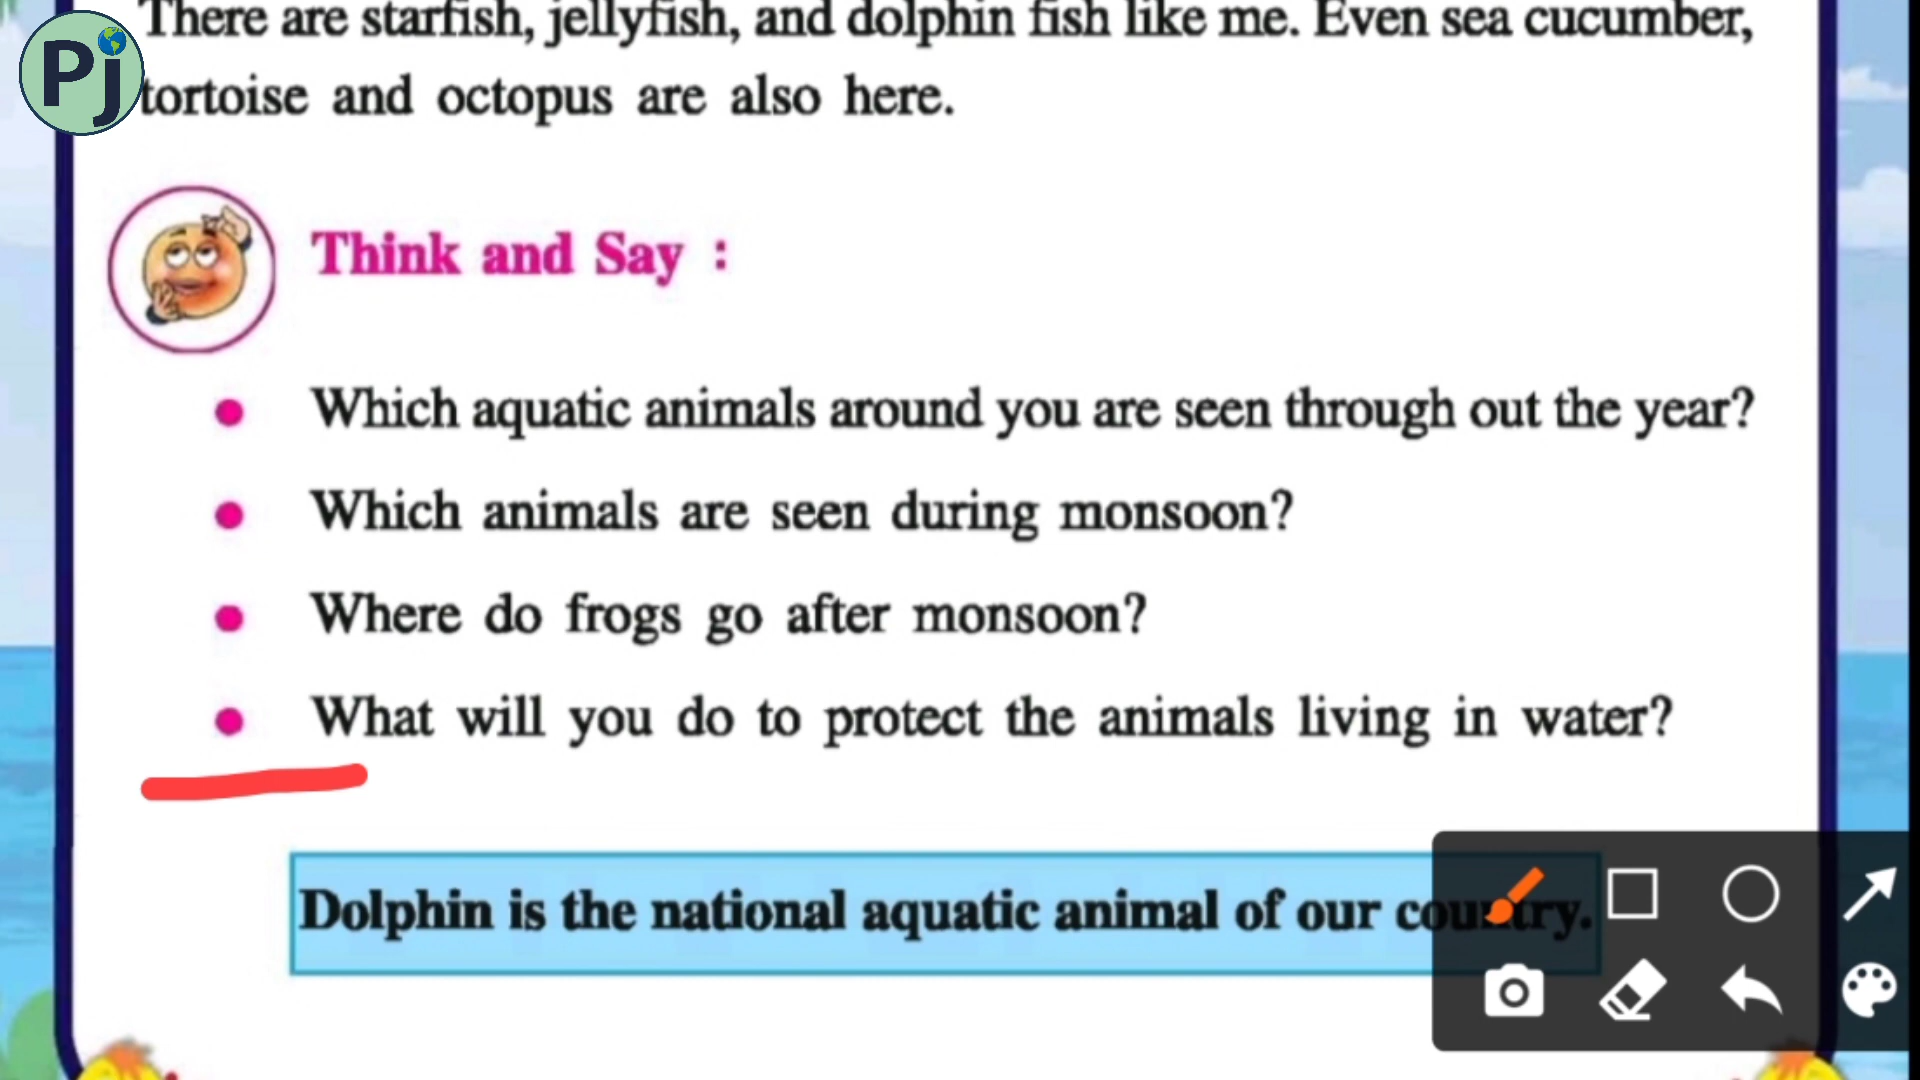 There are starfish, jellyfish, and dolphin fish like me. Even sea cucumber,
Pj
tortoise and octopus are also here.
Think and Say :
Which aquatic animals around you are seen through out the year?
Which animals are seen during monsoon?
Where do frogs go after monsoon?
What will you do to protect the animals living in water?
Dolphin is the national aquatic animal of our country.